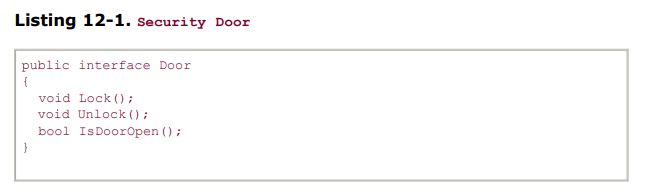 Listing 12-1. Security Door
public interface Door
{
  void Lock();
  void Unlock();
  bool IsDoorOpen();
}